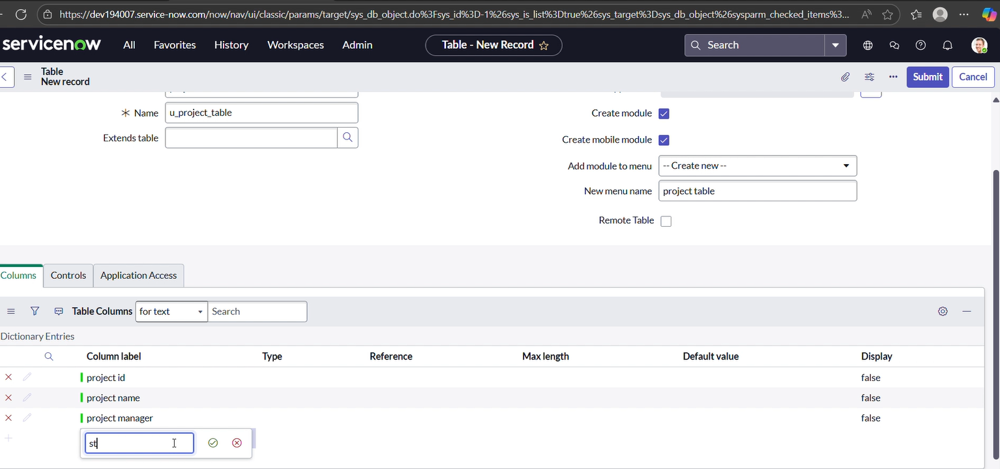 https://dev194007.service-now.com/now/nav/ui/classic/params/target/sys_db_object.do%3Fsys_id%3D-1%26sys_is_list%3Dtrue%26sys_target%3Dsys_db_object%26sysparm_checked_items%3...
servicenow All Favorites History Workspaces Admin Table - New Record Search
Table
New record
Submit Cancel
Name u_project_table
Extends table
Create module
Create mobile module
Add module to menu -- Create new --
New menu name project table
Remote Table
Columns Controls Application Access
Table Columns for text Search
Dictionary Entries
Column label Type Reference Max length Default value Display
project id false
project name false
project manager false
st